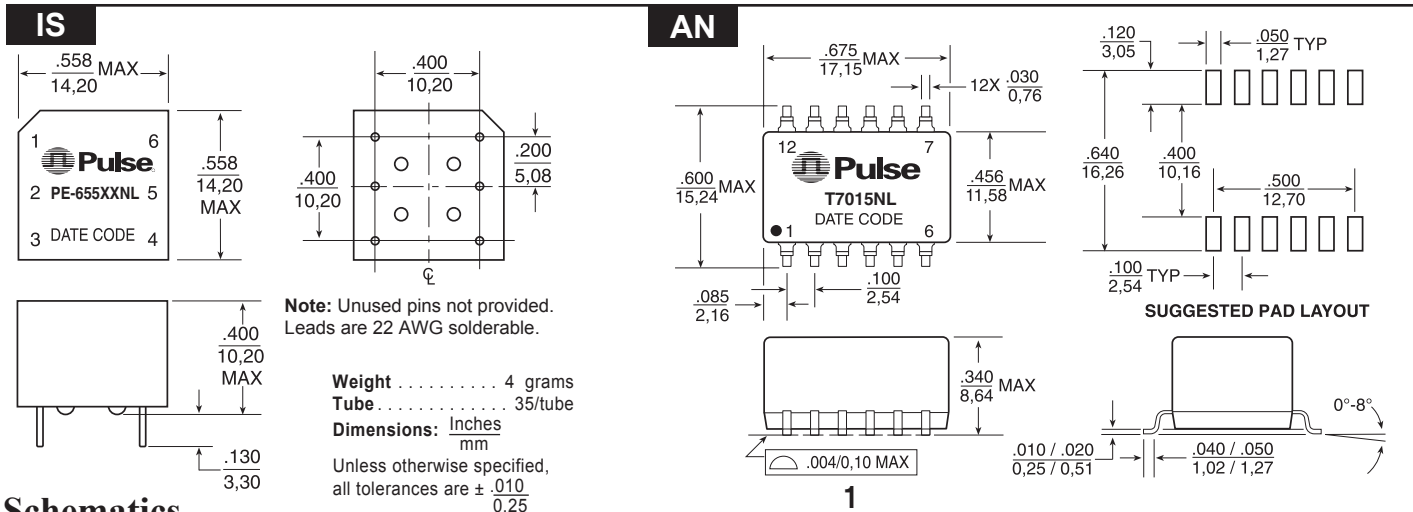 IS
.558
14,20
MAX
1
6
Pulse
2 PE-655XXNL 5
3 DATE CODE 4
.558
14,20
MAX
.400
10,20
.400
10,20
.200
5,08
℄
.400
10,20
MAX
.130
3,30
Note: Unused pins not provided.
Leads are 22 AWG solderable.
Weight . . . . . . . . . . 4 grams
Tube . . . . . . . . . . . . . 35/tube
Dimensions: Inches
mm
Unless otherwise specified,
all tolerances are ± .010
0,25
Schematics
AN
.675
17,15
MAX
12X .030
0,76
12
7
Pulse
T7015NL
DATE CODE
1
6
.600
15,24
MAX
.456
11,58
MAX
.085
2,16
.100
2,54
.120
3,05
.050
1,27
TYP
.640
16,26
.400
10,16
.500
12,70
.100
2,54
TYP
SUGGESTED PAD LAYOUT
.340
8,64
MAX
.004/0,10 MAX
1
0°-8°
.010 / .020
0,25 / 0,51
.040 / .050
1,02 / 1,27